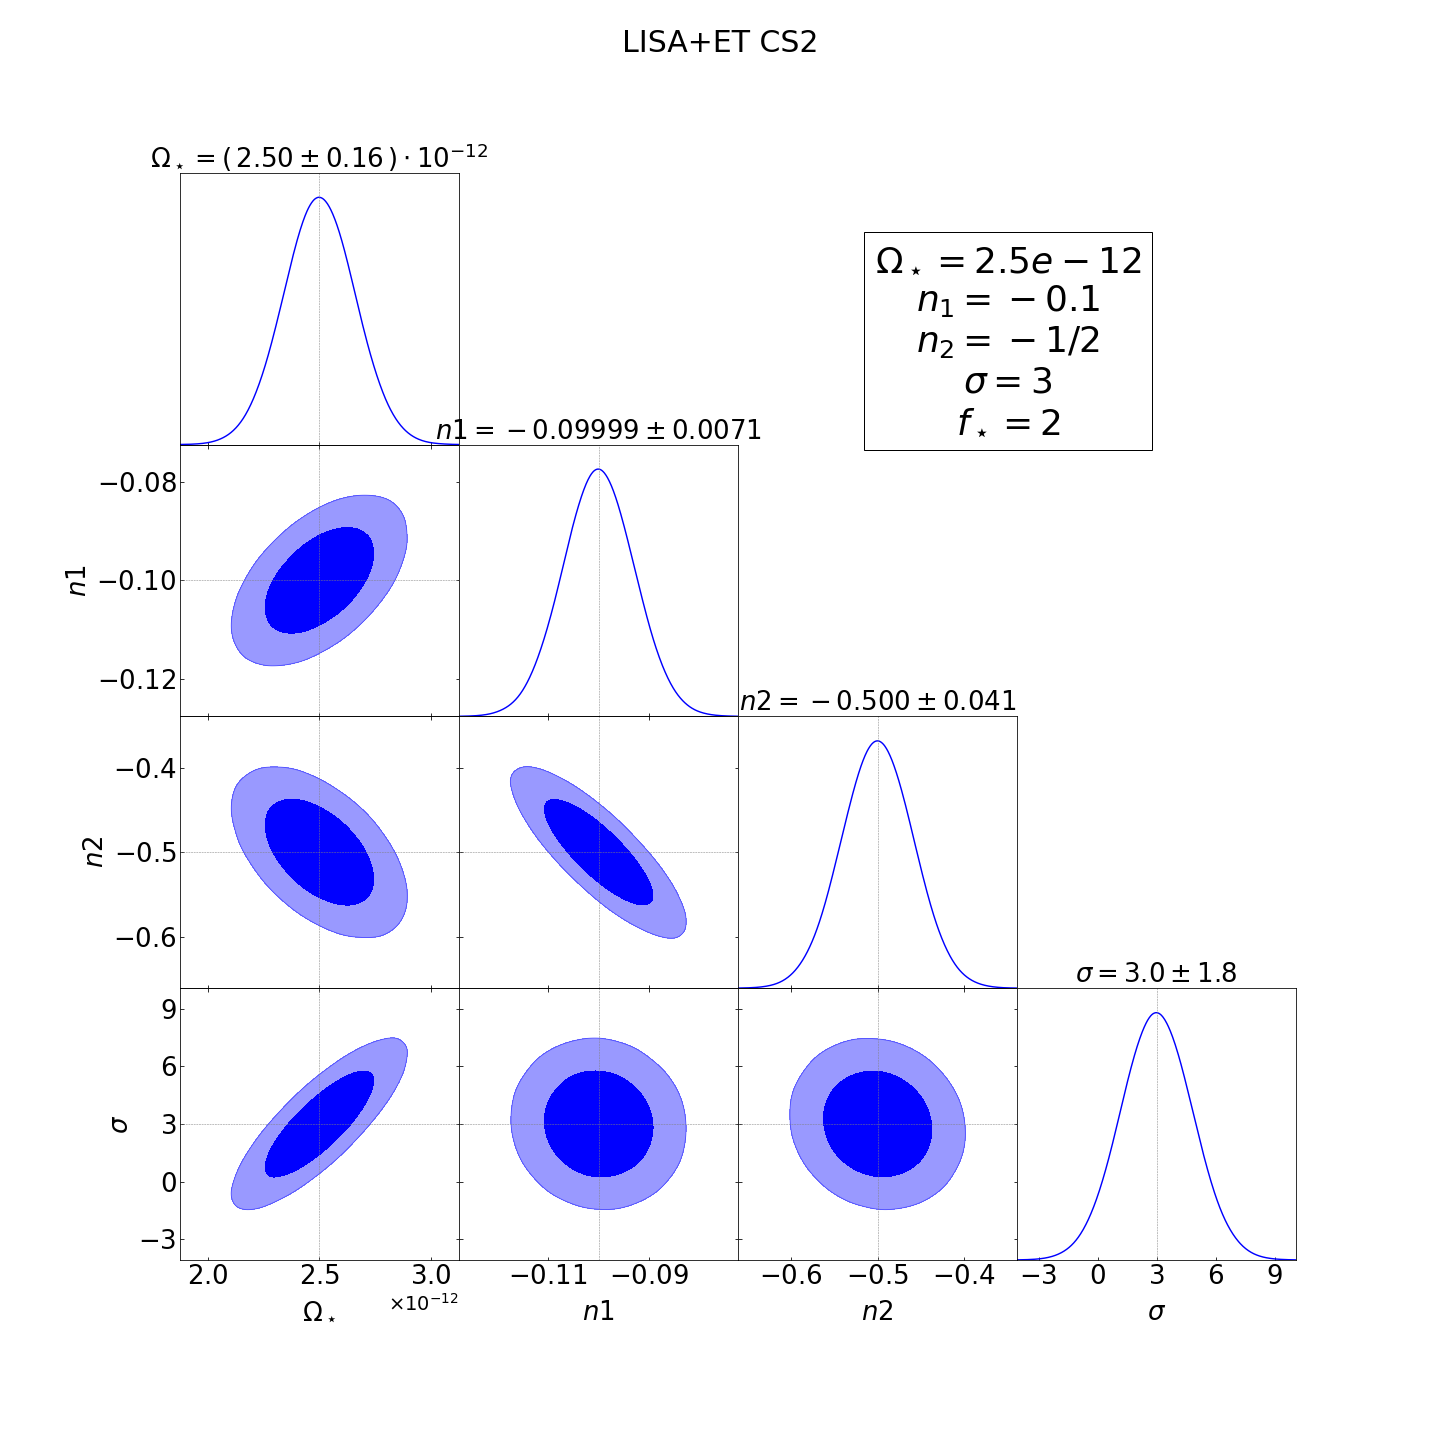 LISA+ET CS2
Ω⋆ = (2.50 ± 0.16) · 10⁻¹²
Ω⋆ = 2.5e − 12
n₁ = −0.1
n₂ = −1/2
σ = 3
f⋆ = 2
n1 = −0.09999 ± 0.0071
−0.08
−0.10
−0.12
n1
n2 = −0.500 ± 0.041
−0.4
−0.5
−0.6
n2
σ = 3.0 ± 1.8
9
6
3
0
−3
σ
2.0 2.5 3.0 −0.11 −0.09 −0.6 −0.5 −0.4 −3 0 3 6 9
×10⁻¹²
Ω⋆ n1 n2 σ